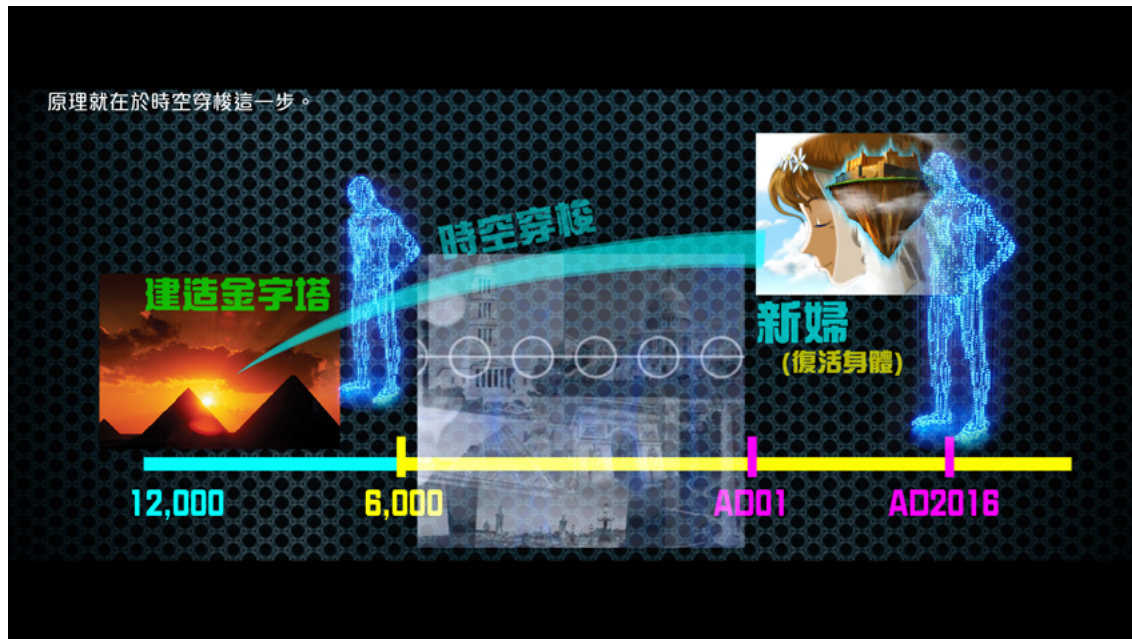 原理就在於時空穿梭這一步。
時空穿梭
建造金字塔
新婦
(復活身體)
12,000
6,000
AD01
AD2016